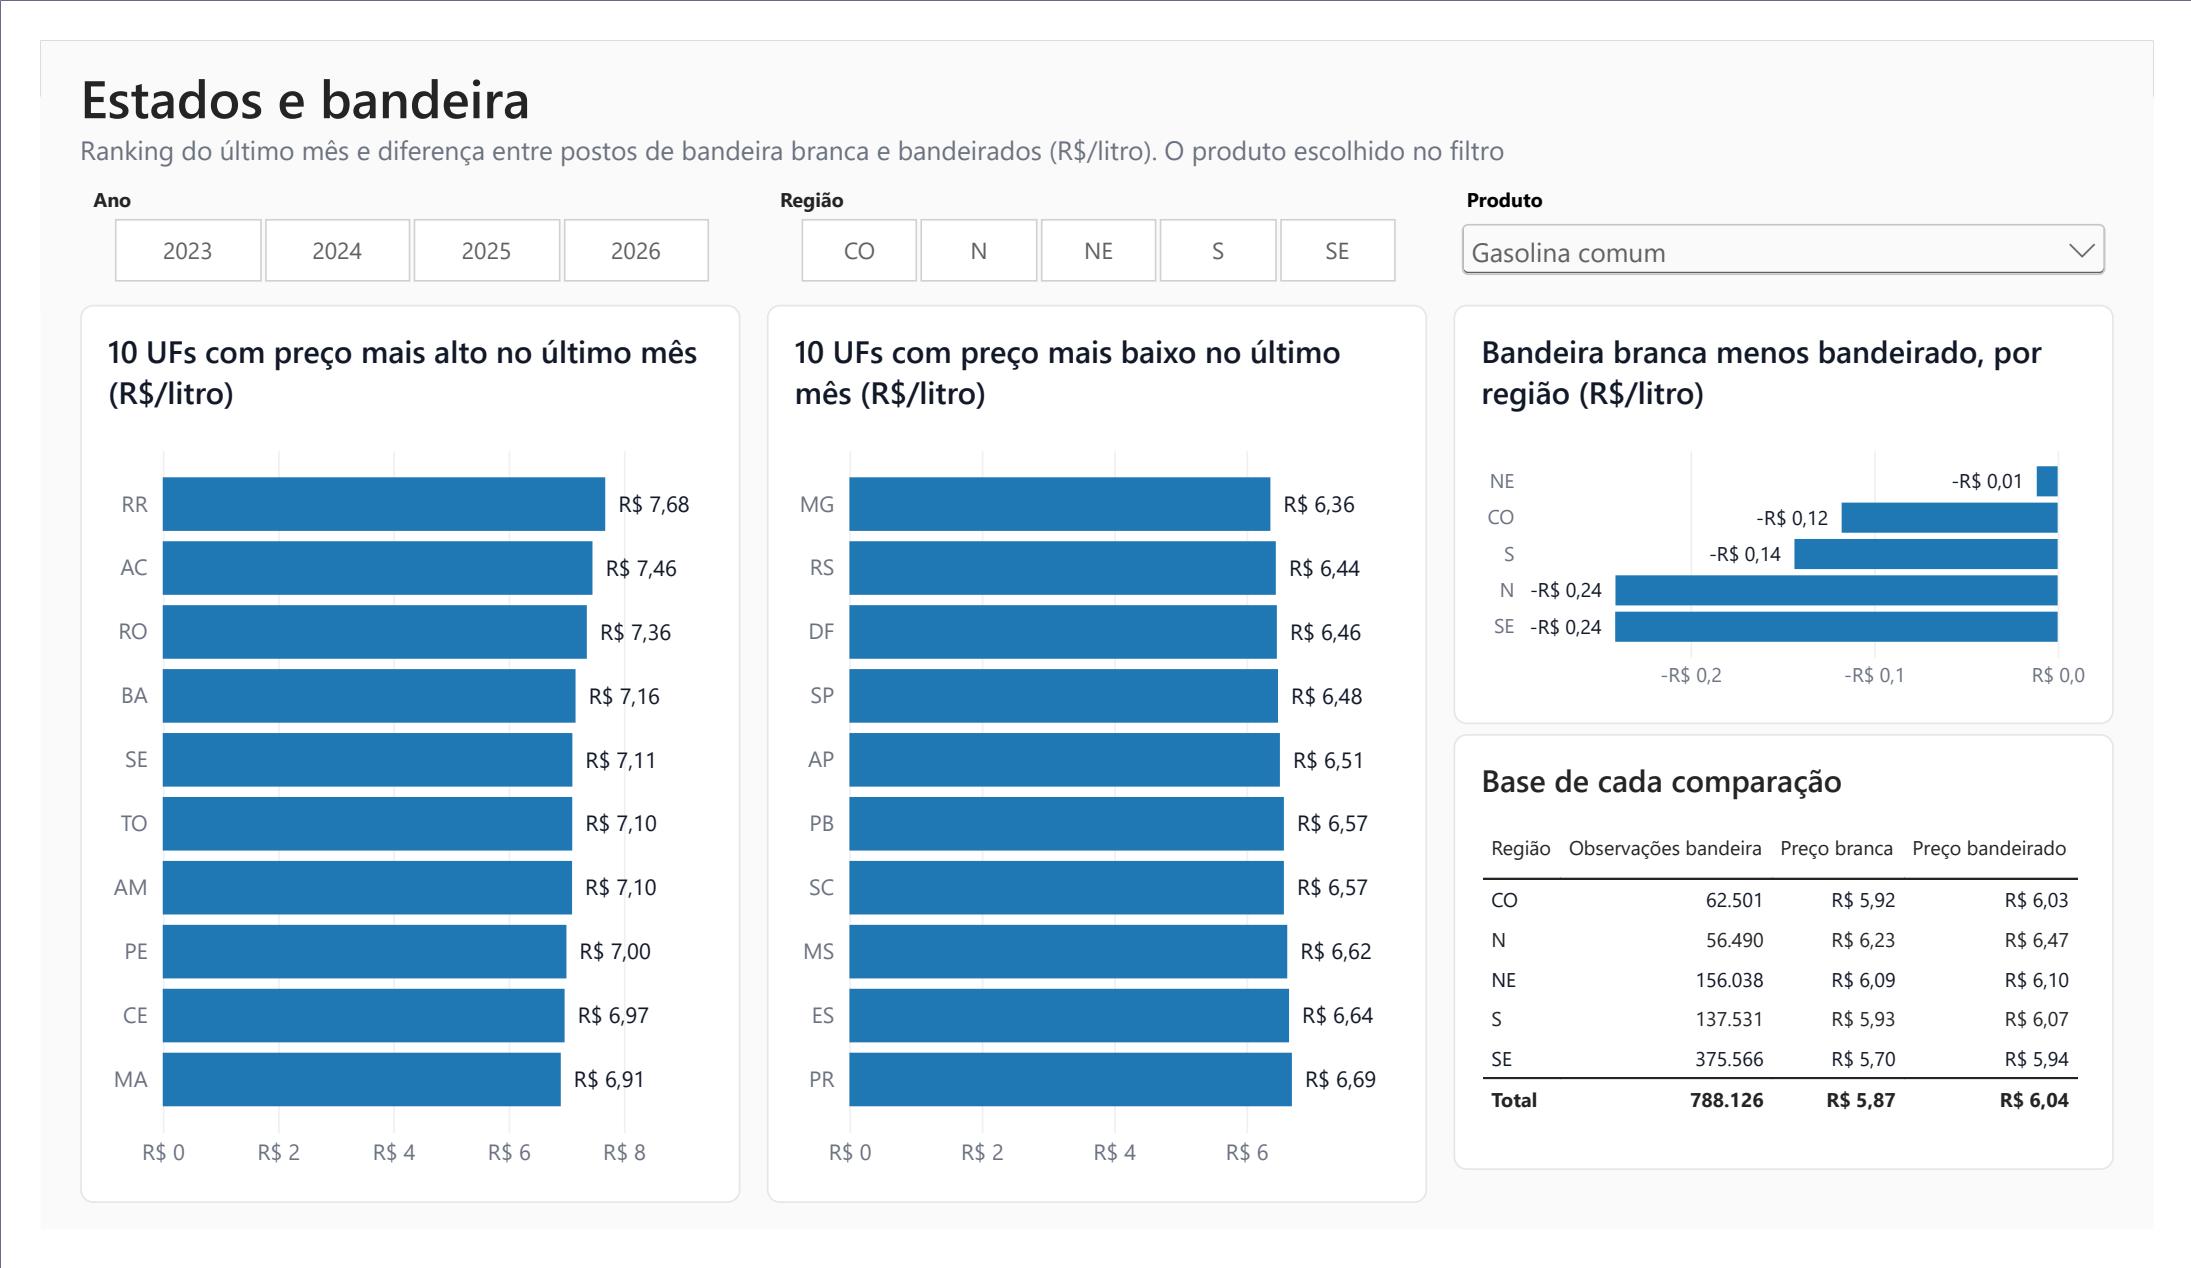 Estados e bandeira
Ranking do último mês e diferença entre postos de bandeira branca e bandeirados (R$/litro). O produto escolhido no filtro
Ano
2023 2024 2025 2026
Região
CO N NE S SE
Produto
Gasolina comum
10 UFs com preço mais alto no último mês
(R$/litro)
RR R$ 7,68
AC R$ 7,46
RO R$ 7,36
BA R$ 7,16
SE R$ 7,11
TO R$ 7,10
AM R$ 7,10
PE R$ 7,00
CE R$ 6,97
MA R$ 6,91
R$ 0 R$ 2 R$ 4 R$ 6 R$ 8
10 UFs com preço mais baixo no último
mês (R$/litro)
MG R$ 6,36
RS R$ 6,44
DF R$ 6,46
SP R$ 6,48
AP R$ 6,51
PB R$ 6,57
SC R$ 6,57
MS R$ 6,62
ES R$ 6,64
PR R$ 6,69
R$ 0 R$ 2 R$ 4 R$ 6
Bandeira branca menos bandeirado, por
região (R$/litro)
NE -R$ 0,01
CO -R$ 0,12
S -R$ 0,14
N -R$ 0,24
SE -R$ 0,24
-R$ 0,2 -R$ 0,1 R$ 0,0
Base de cada comparação
Região Observações bandeira Preço branca Preço bandeirado
CO 62.501 R$ 5,92 R$ 6,03
N 56.490 R$ 6,23 R$ 6,47
NE 156.038 R$ 6,09 R$ 6,10
S 137.531 R$ 5,93 R$ 6,07
SE 375.566 R$ 5,70 R$ 5,94
Total 788.126 R$ 5,87 R$ 6,04